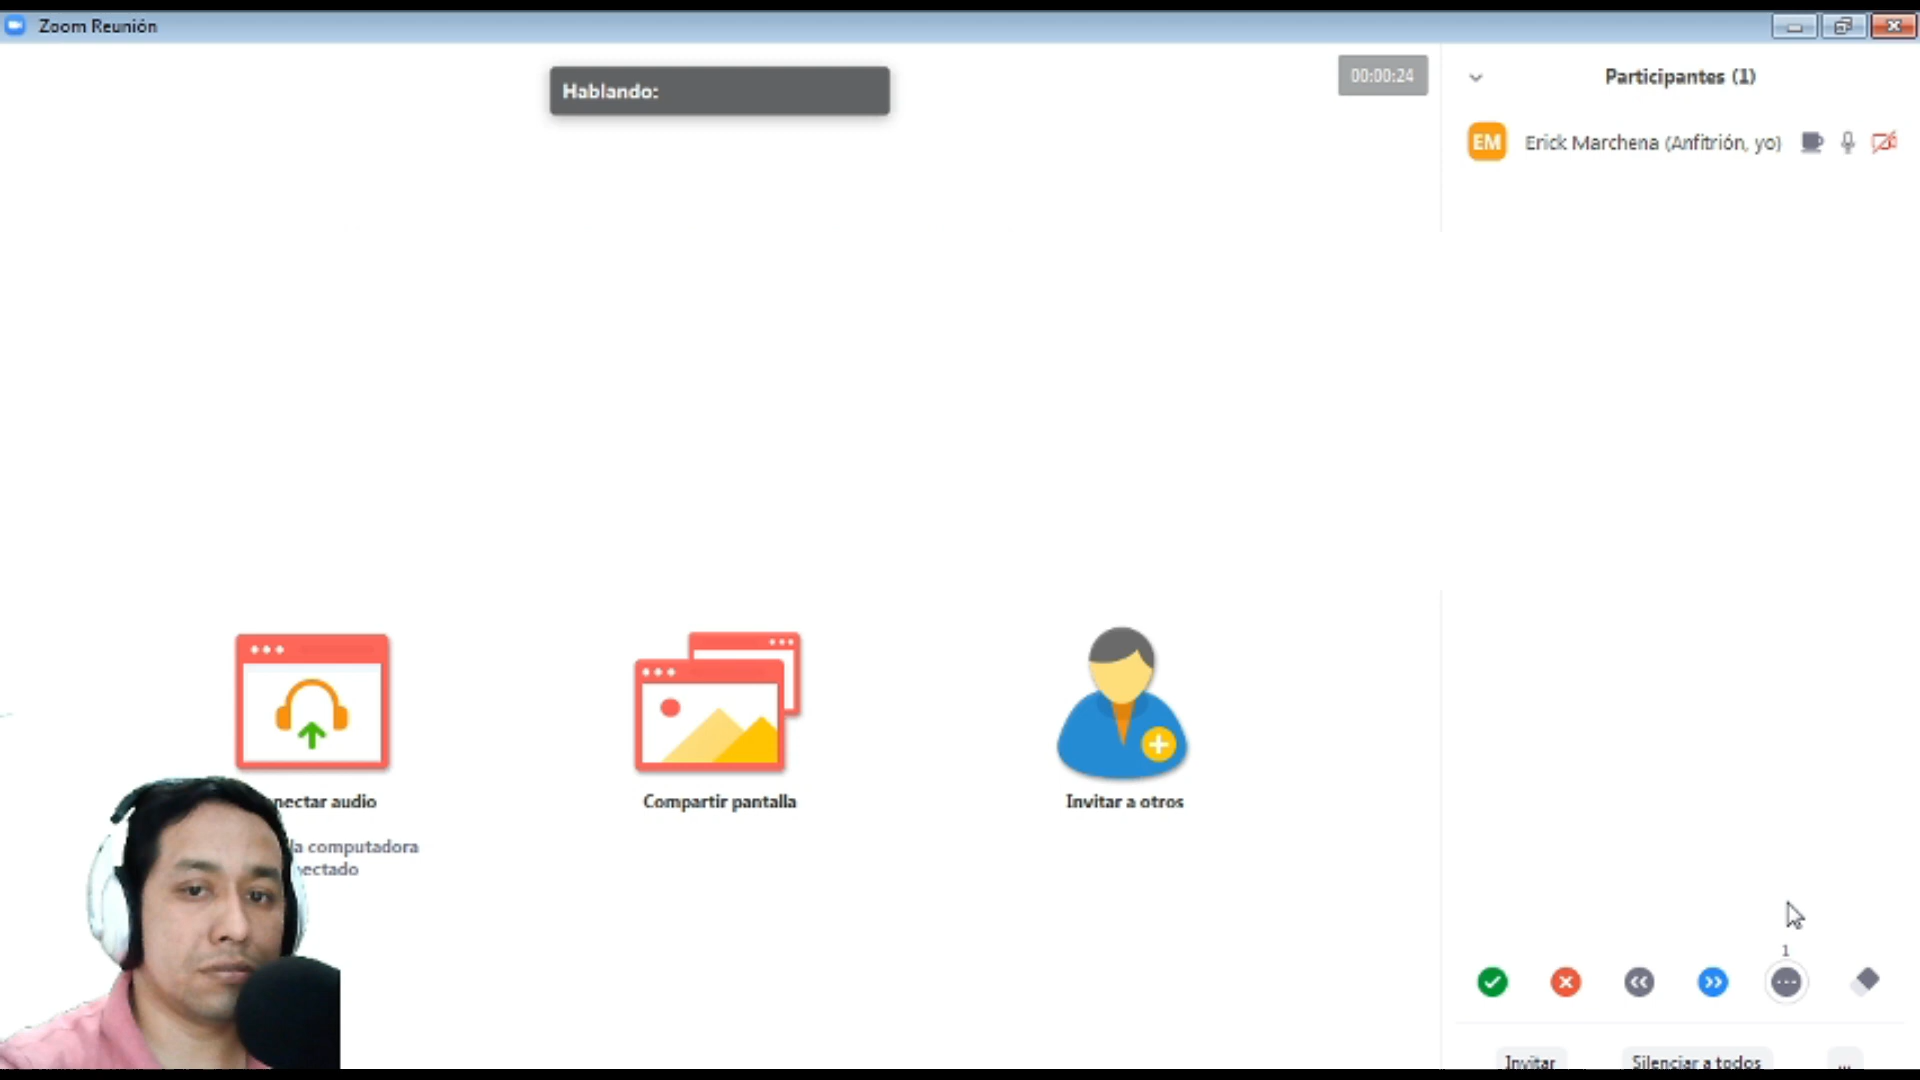 Zoom Reunión
Hablando:
00:00:24
Participantes (1)
EM
Erick Marchena (Anfitrión, yo)
nectar audio
Compartir pantalla
Invitar a otros
la computadora
ectado
1
Invitar
Silenciar a todos
...